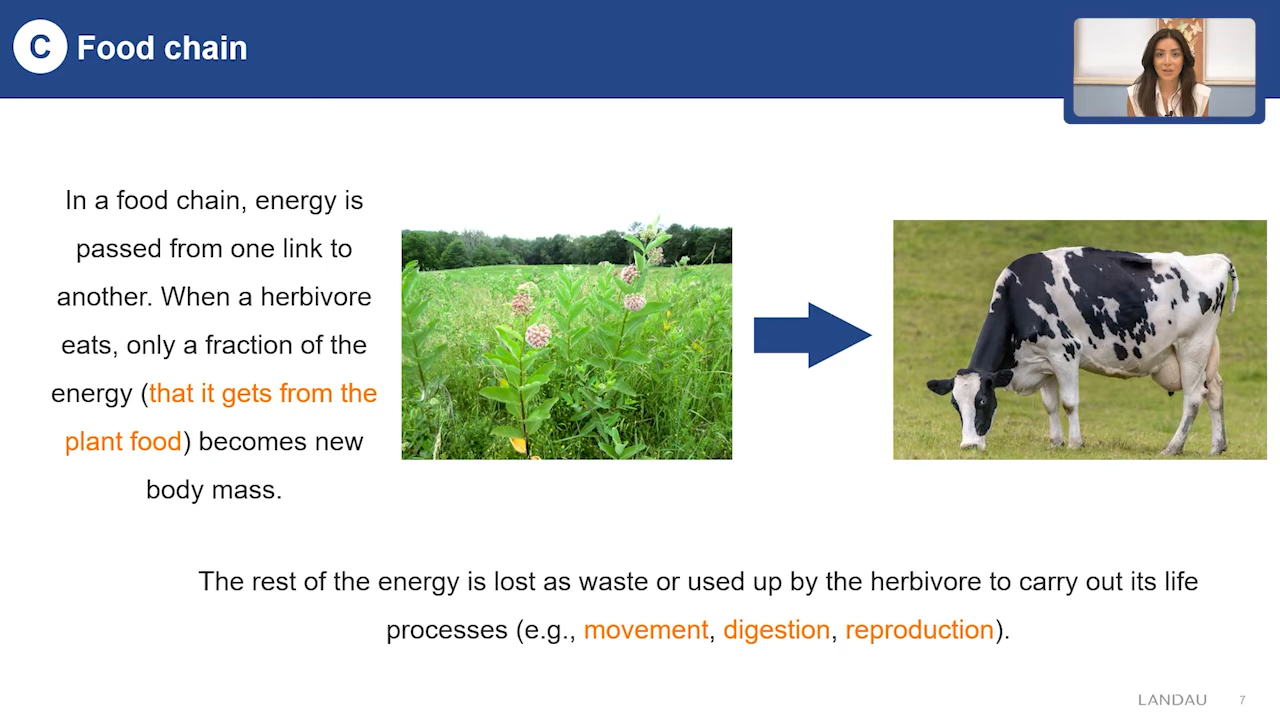 C Food chain
In a food chain, energy is
passed from one link to
another. When a herbivore
eats, only a fraction of the
energy (that it gets from the
plant food) becomes new
body mass.
The rest of the energy is lost as waste or used up by the herbivore to carry out its life
processes (e.g., movement, digestion, reproduction).
LANDAU 7